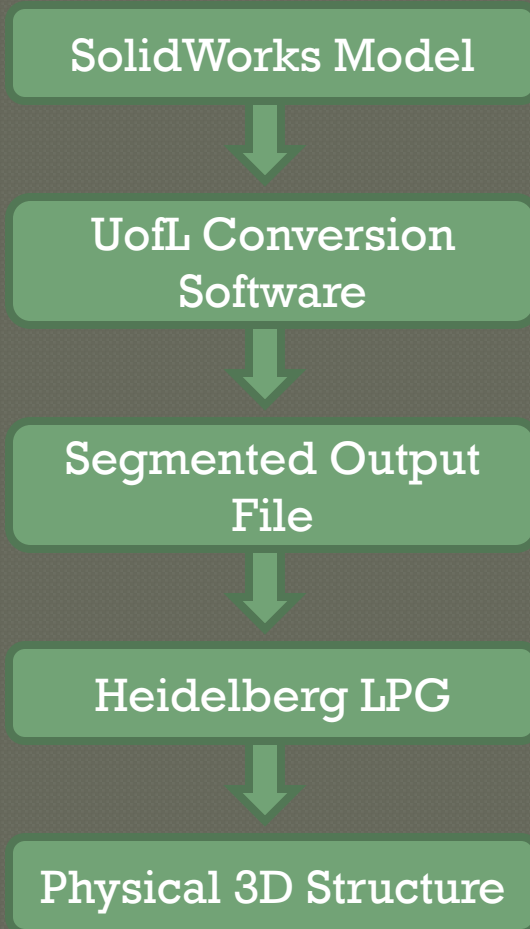 SolidWorks Model
UofL Conversion
Software
Segmented Output
File
Heidelberg LPG
Physical 3D Structure